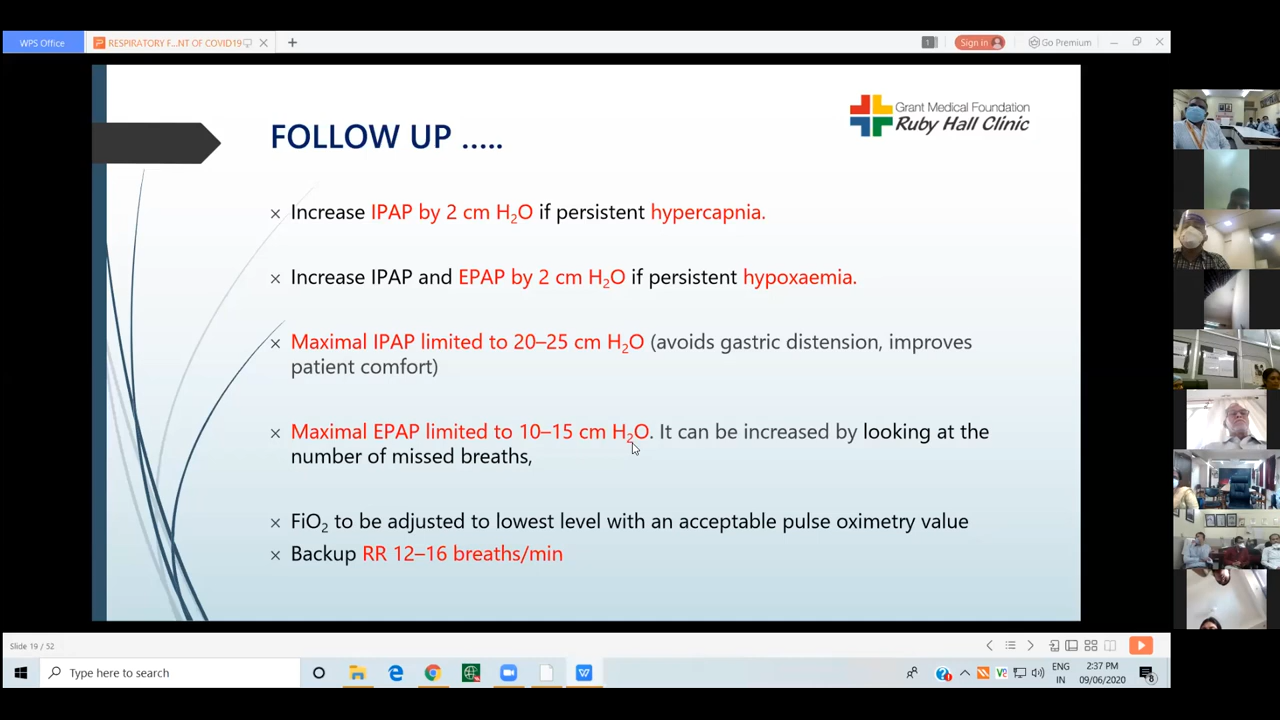 WPS Office
RESPIRATORY F...NT OF COVID19
1
Sign in
Go Premium
Grant Medical Foundation
Ruby Hall Clinic
FOLLOW UP .....
Increase IPAP by 2 cm H₂O if persistent hypercapnia.
Increase IPAP and EPAP by 2 cm H₂O if persistent hypoxaemia.
Maximal IPAP limited to 20–25 cm H₂O (avoids gastric distension, improves
patient comfort)
Maximal EPAP limited to 10–15 cm H₂O. It can be increased by looking at the
number of missed breaths,
FiO₂ to be adjusted to lowest level with an acceptable pulse oximetry value
Backup RR 12–16 breaths/min
Slide 19 / 52
Type here to search
ENG
IN
2:37 PM
09/06/2020
8